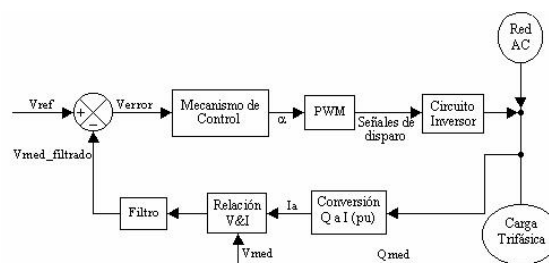 Red
AC
Vref
+
−
Verror
Mecanismo de
Control
α
PWM
Señales de
disparo
Circuito
Inversor
Vmed_filtrado
Filtro
Relación
V&I
Ia
Conversión
Q a I (pu)
Vmed
Qmed
Carga
Trifásica